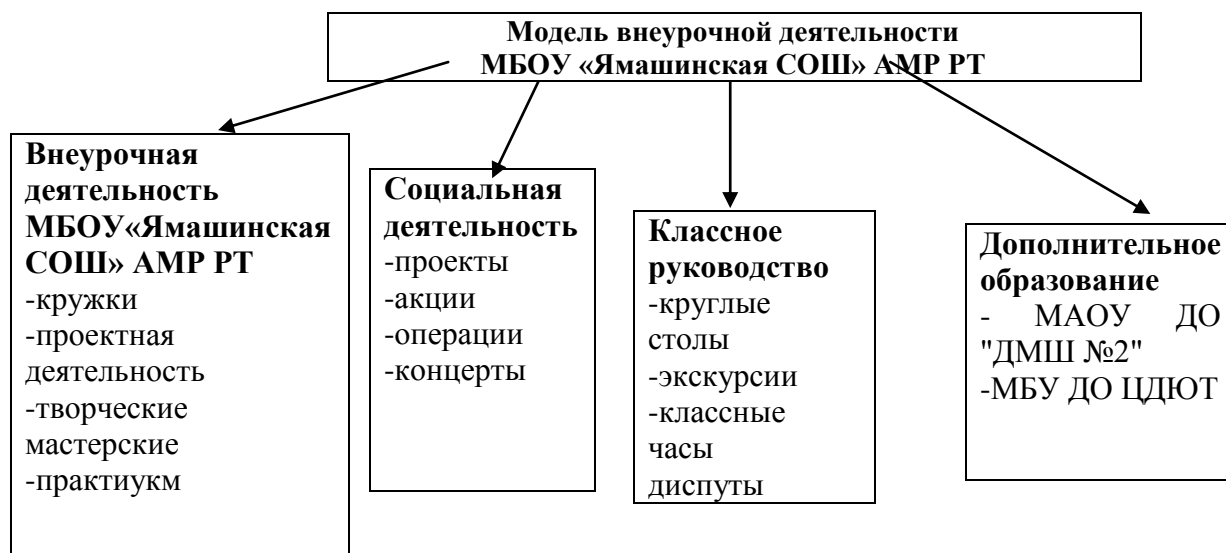 Модель внеурочной деятельности
МБОУ «Ямашинская СОШ» АМР РТ
Внеурочная
деятельность
МБОУ«Ямашинская
СОШ» АМР РТ
-кружки
-проектная
деятельность
-творческие
мастерские
-практиукм
Социальная
деятельность
-проекты
-акции
-операции
-концерты
Классное
руководство
-круглые
столы
-экскурсии
-классные
часы
диспуты
Дополнительное
образование
- МАОУ ДО
"ДМШ №2"
-МБУ ДО ЦДЮТ